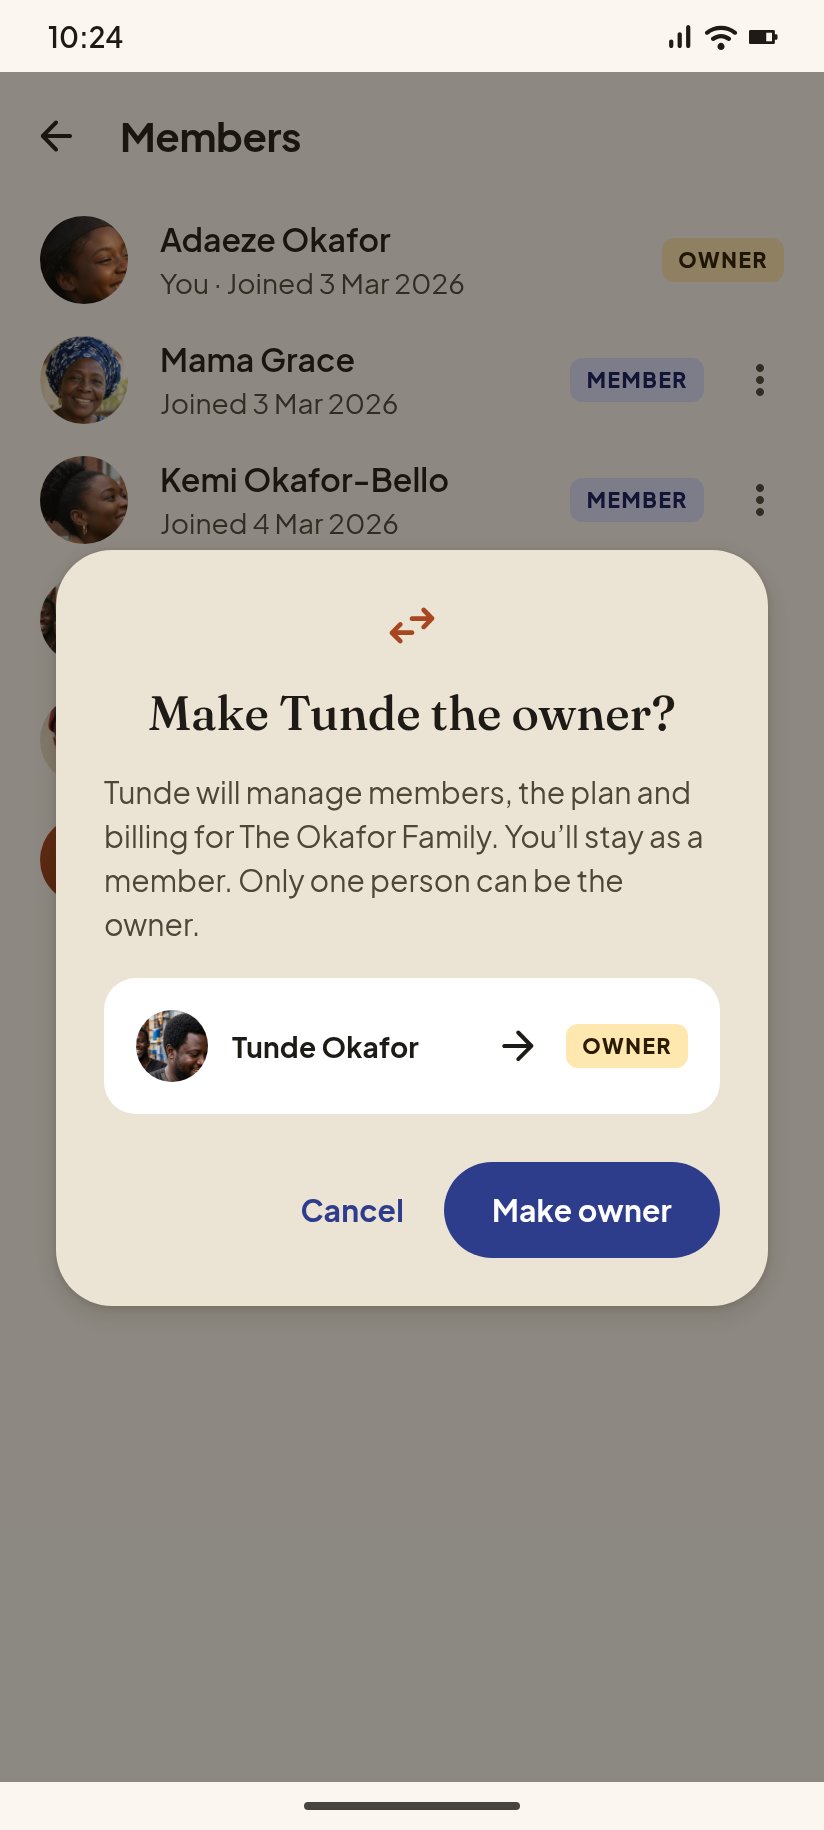 10:24
Members
Adaeze Okafor
OWNER
You · Joined 3 Mar 2026
Mama Grace
MEMBER
Joined 3 Mar 2026
Kemi Okafor-Bello
MEMBER
Joined 4 Mar 2026
Make Tunde the owner?
Tunde will manage members, the plan and
billing for The Okafor Family. You’ll stay as a
member. Only one person can be the
owner.
Tunde Okafor
OWNER
Cancel
Make owner